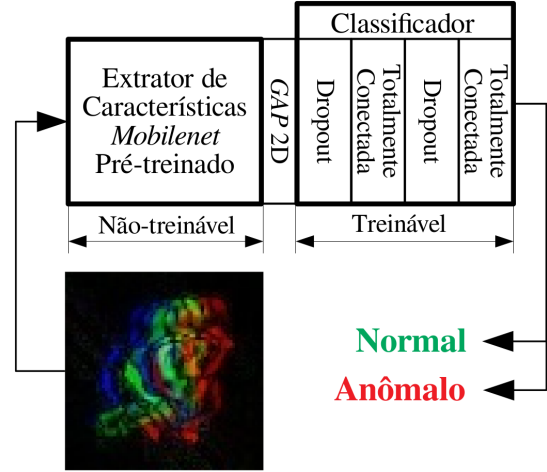 Classificador
Extrator de
Características
Mobilenet
Pré-treinado
GAP 2D
Dropout
Totalmente
Conectada
Dropout
Totalmente
Conectada
Não-treinável
Treinável
Normal
Anômalo